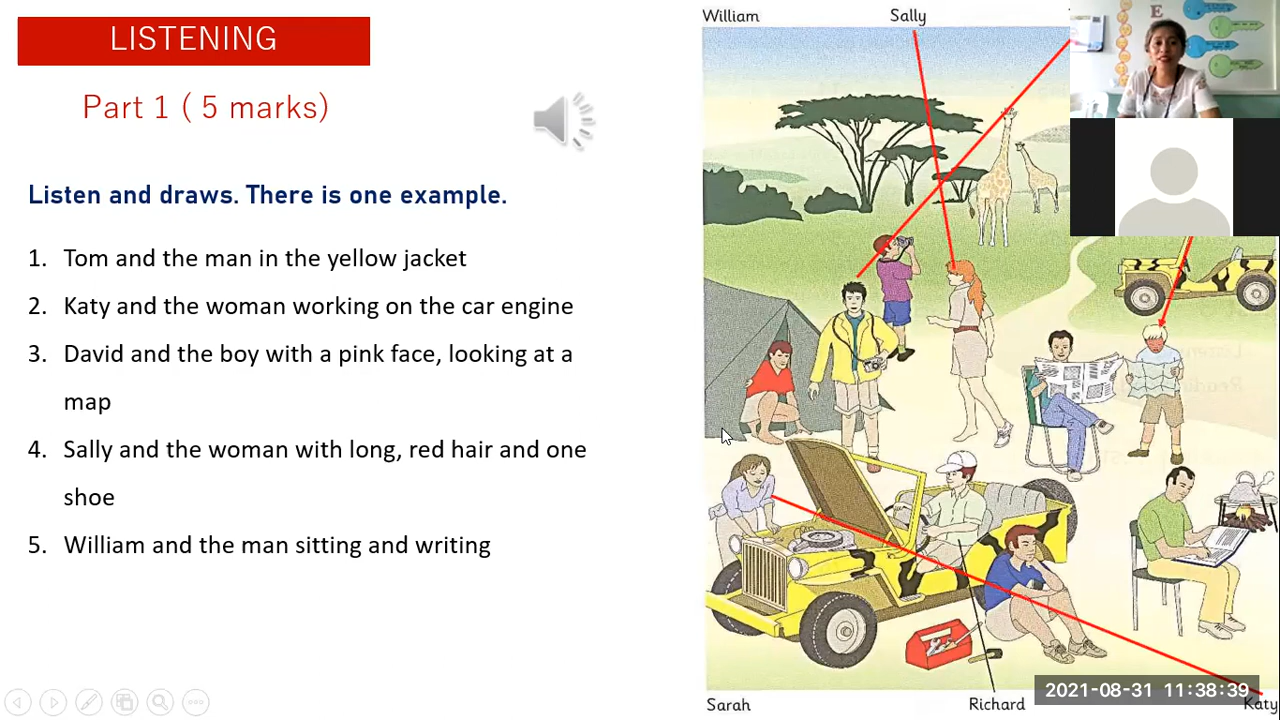 LISTENING
Part 1 ( 5 marks)
Listen and draws. There is one example.
1. Tom and the man in the yellow jacket
2. Katy and the woman working on the car engine
3. David and the boy with a pink face, looking at a
map
4. Sally and the woman with long, red hair and one
shoe
5. William and the man sitting and writing
William
Sally
E
Sarah
Richard
Katy
2021-08-31 11:38:39